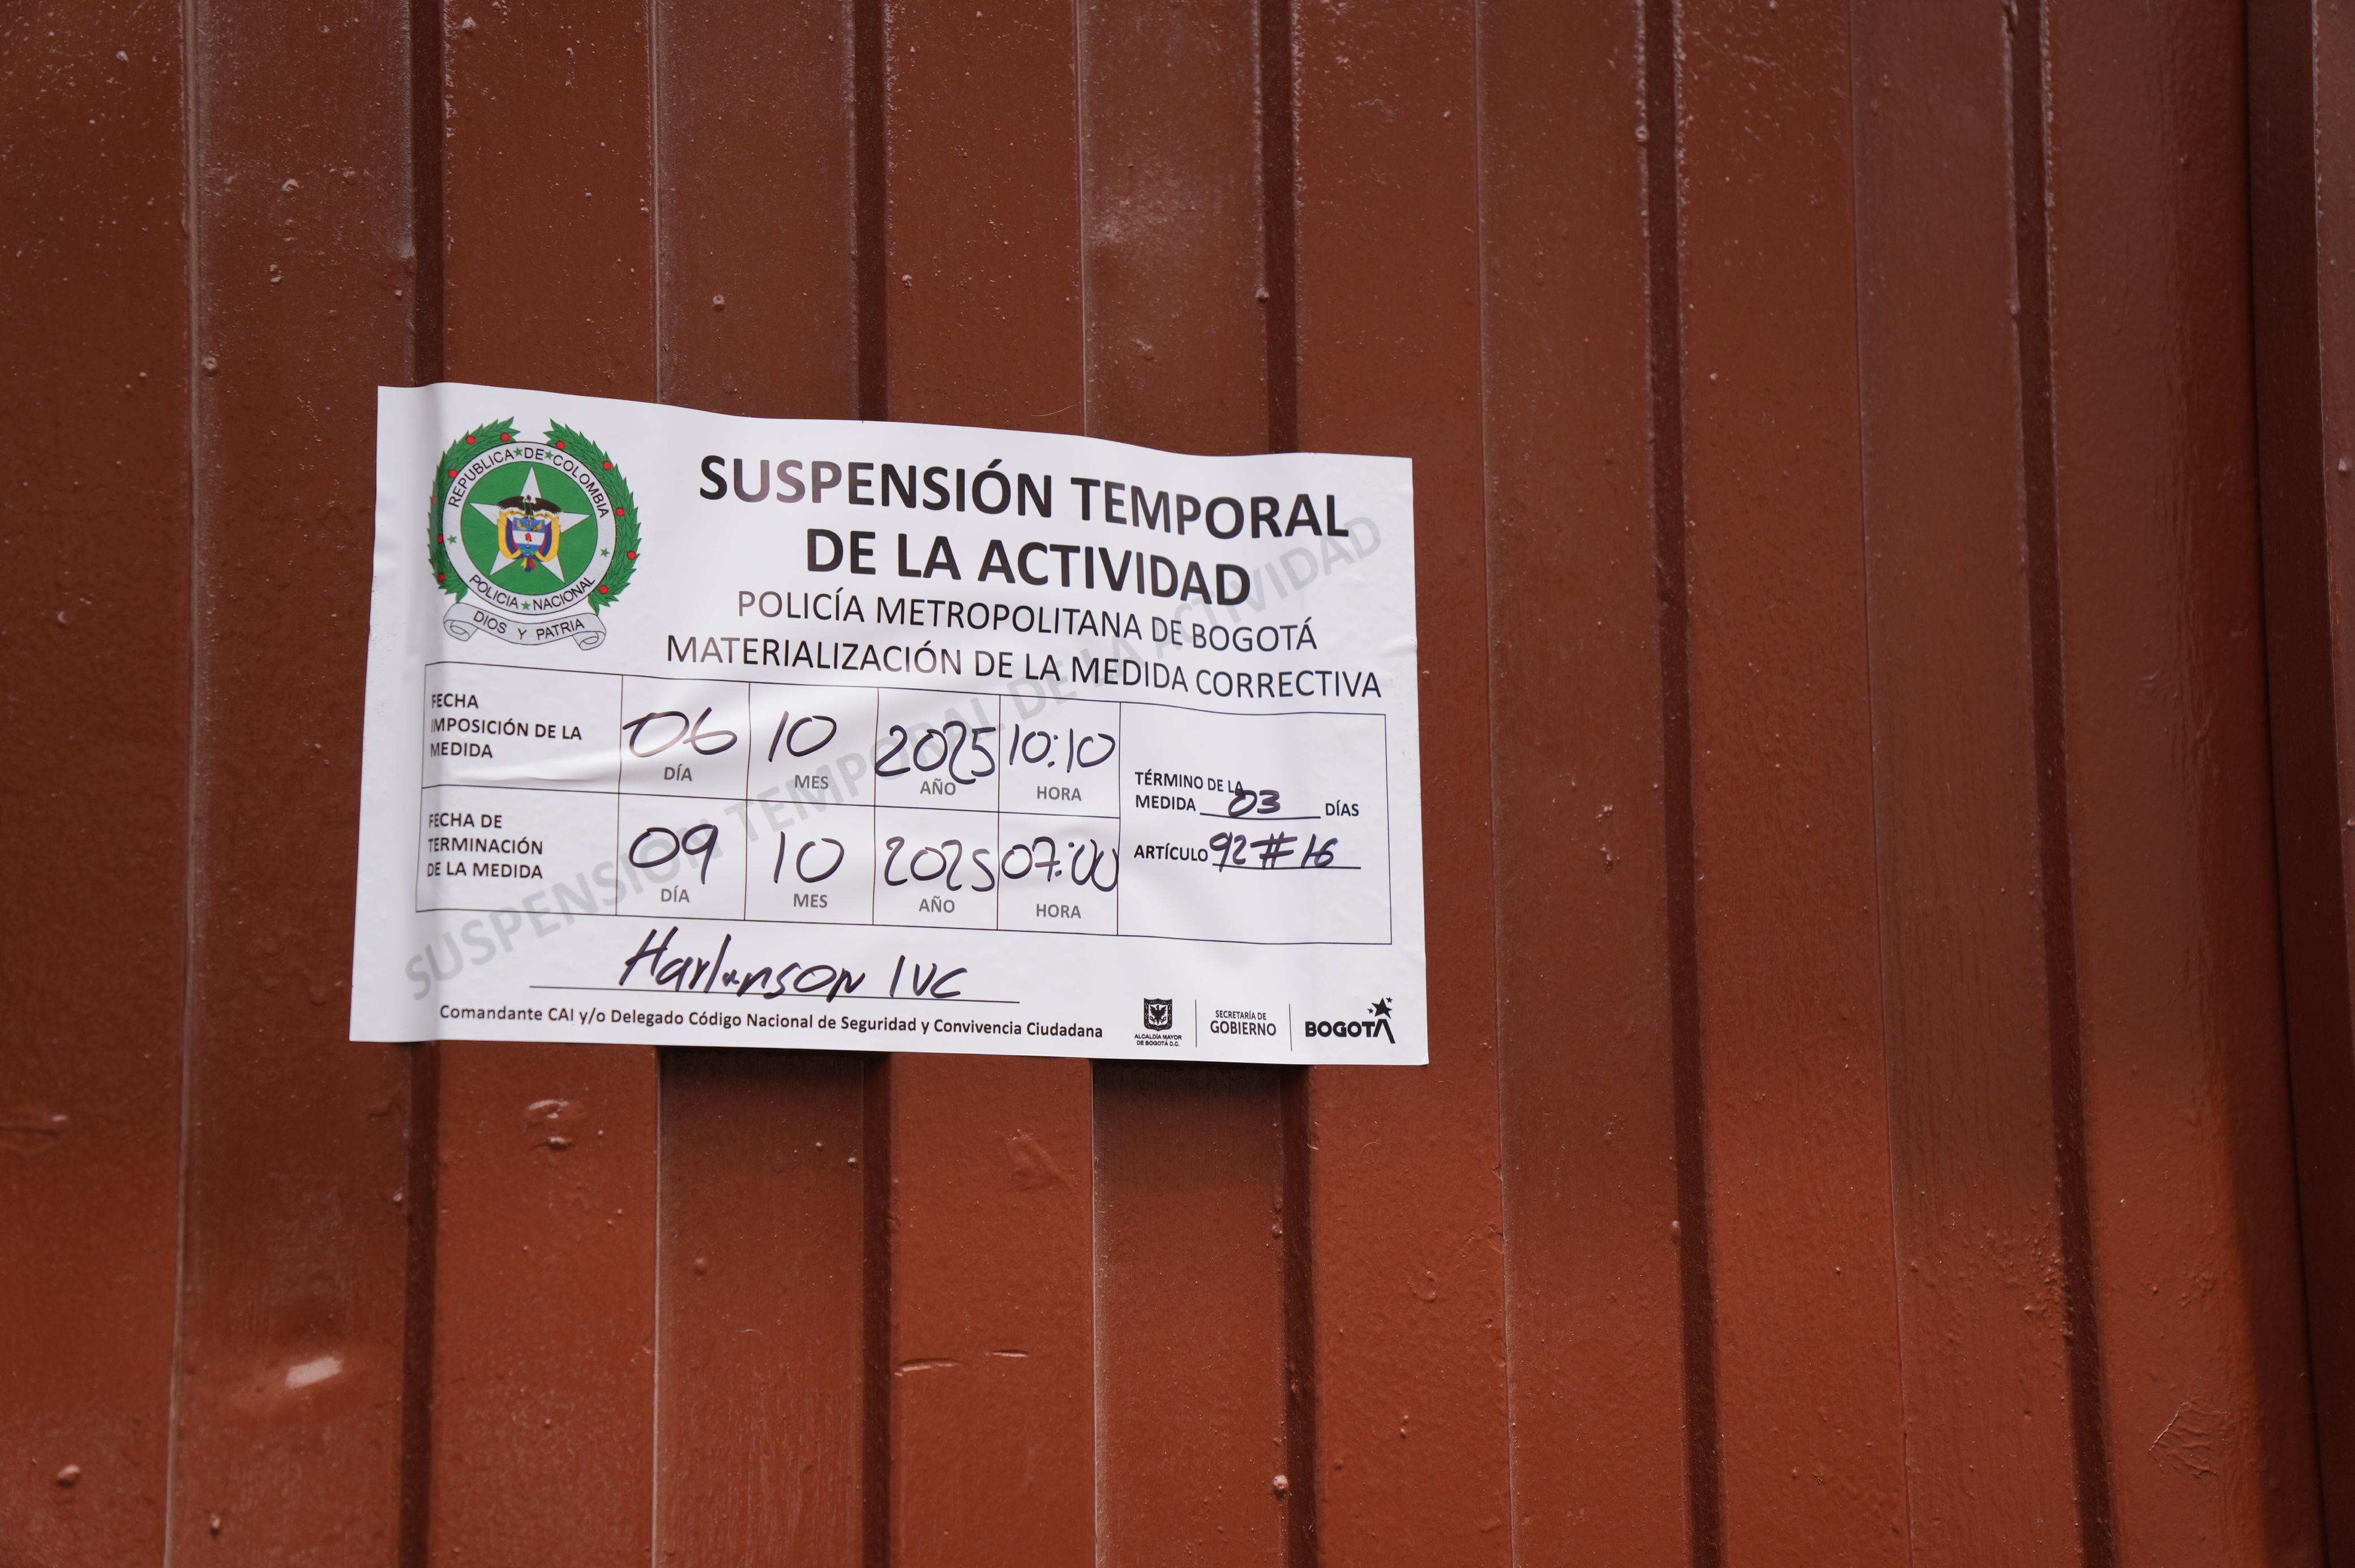 REPUBLICA★DE★COLOMBIA
POLICIA★NACIONAL
DIOS Y PATRIA
SUSPENSIÓN TEMPORAL
DE LA ACTIVIDAD
POLICÍA METROPOLITANA DE BOGOTÁ
MATERIALIZACIÓN DE LA MEDIDA CORRECTIVA
SUSPENSIÓN TEMPORAL DE LA ACTIVIDAD
FECHA
IMPOSICIÓN DE LA
MEDIDA
06 10 2025 10:10
DÍA MES AÑO HORA
FECHA DE
TERMINACIÓN
DE LA MEDIDA
09 10 2025 07:00
DÍA MES AÑO HORA
TÉRMINO DE LA
MEDIDA 03 DÍAS
ARTÍCULO 92 # 16
Harlinson IVC
Comandante CAI y/o Delegado Código Nacional de Seguridad y Convivencia Ciudadana
ALCALDÍA MAYOR
DE BOGOTÁ D.C.
SECRETARÍA DE
GOBIERNO
BOGOTÁ